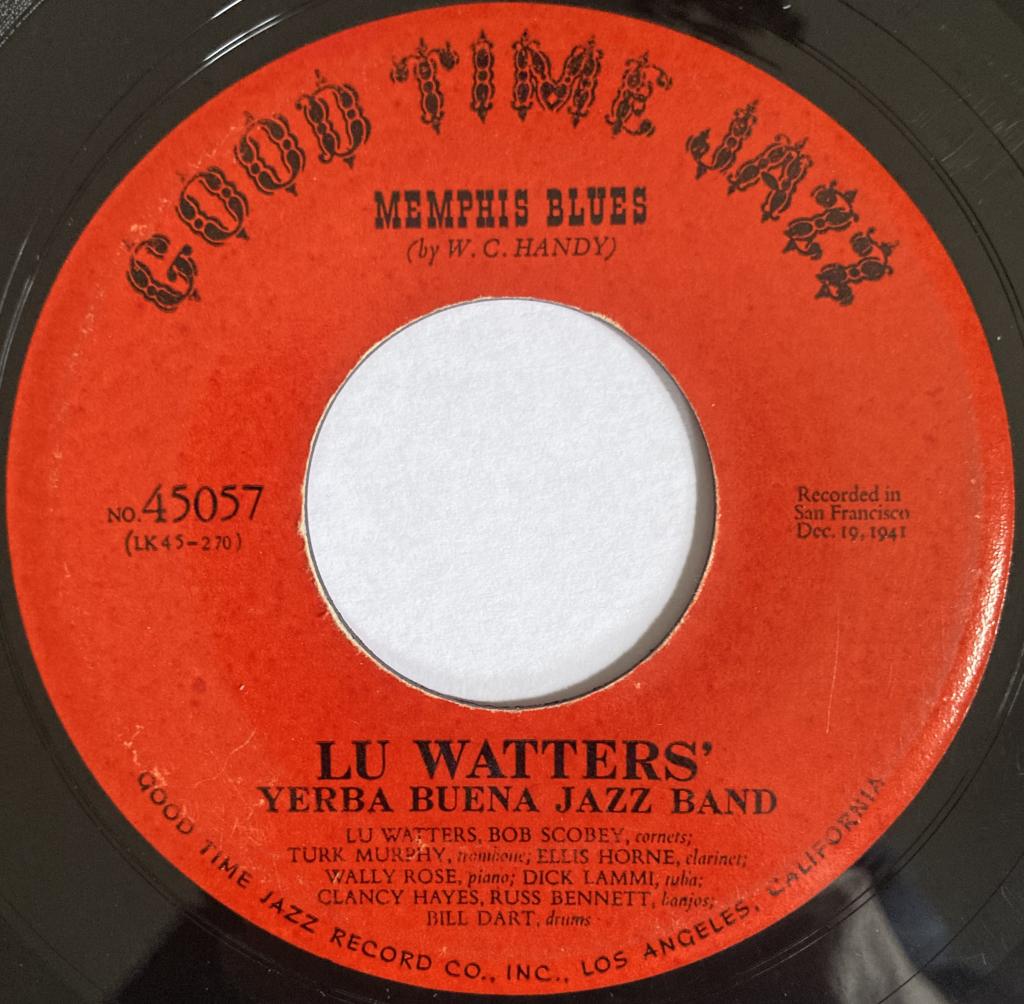 GOOD TIME JAZZ
MEMPHIS BLUES
(by W. C. HANDY)
NO. 45057
(LK 45-270)
Recorded in
San Francisco
Dec. 19, 1941
LU WATTERS'
YERBA BUENA JAZZ BAND
LU WATTERS, BOB SCOBEY, cornets;
TURK MURPHY, trombone; ELLIS HORNE, clarinet;
WALLY ROSE, piano; DICK LAMMI, tuba;
CLANCY HAYES, RUSS BENNETT, banjos;
BILL DART, drums
GOOD TIME JAZZ RECORD CO., INC., LOS ANGELES, CALIFORNIA